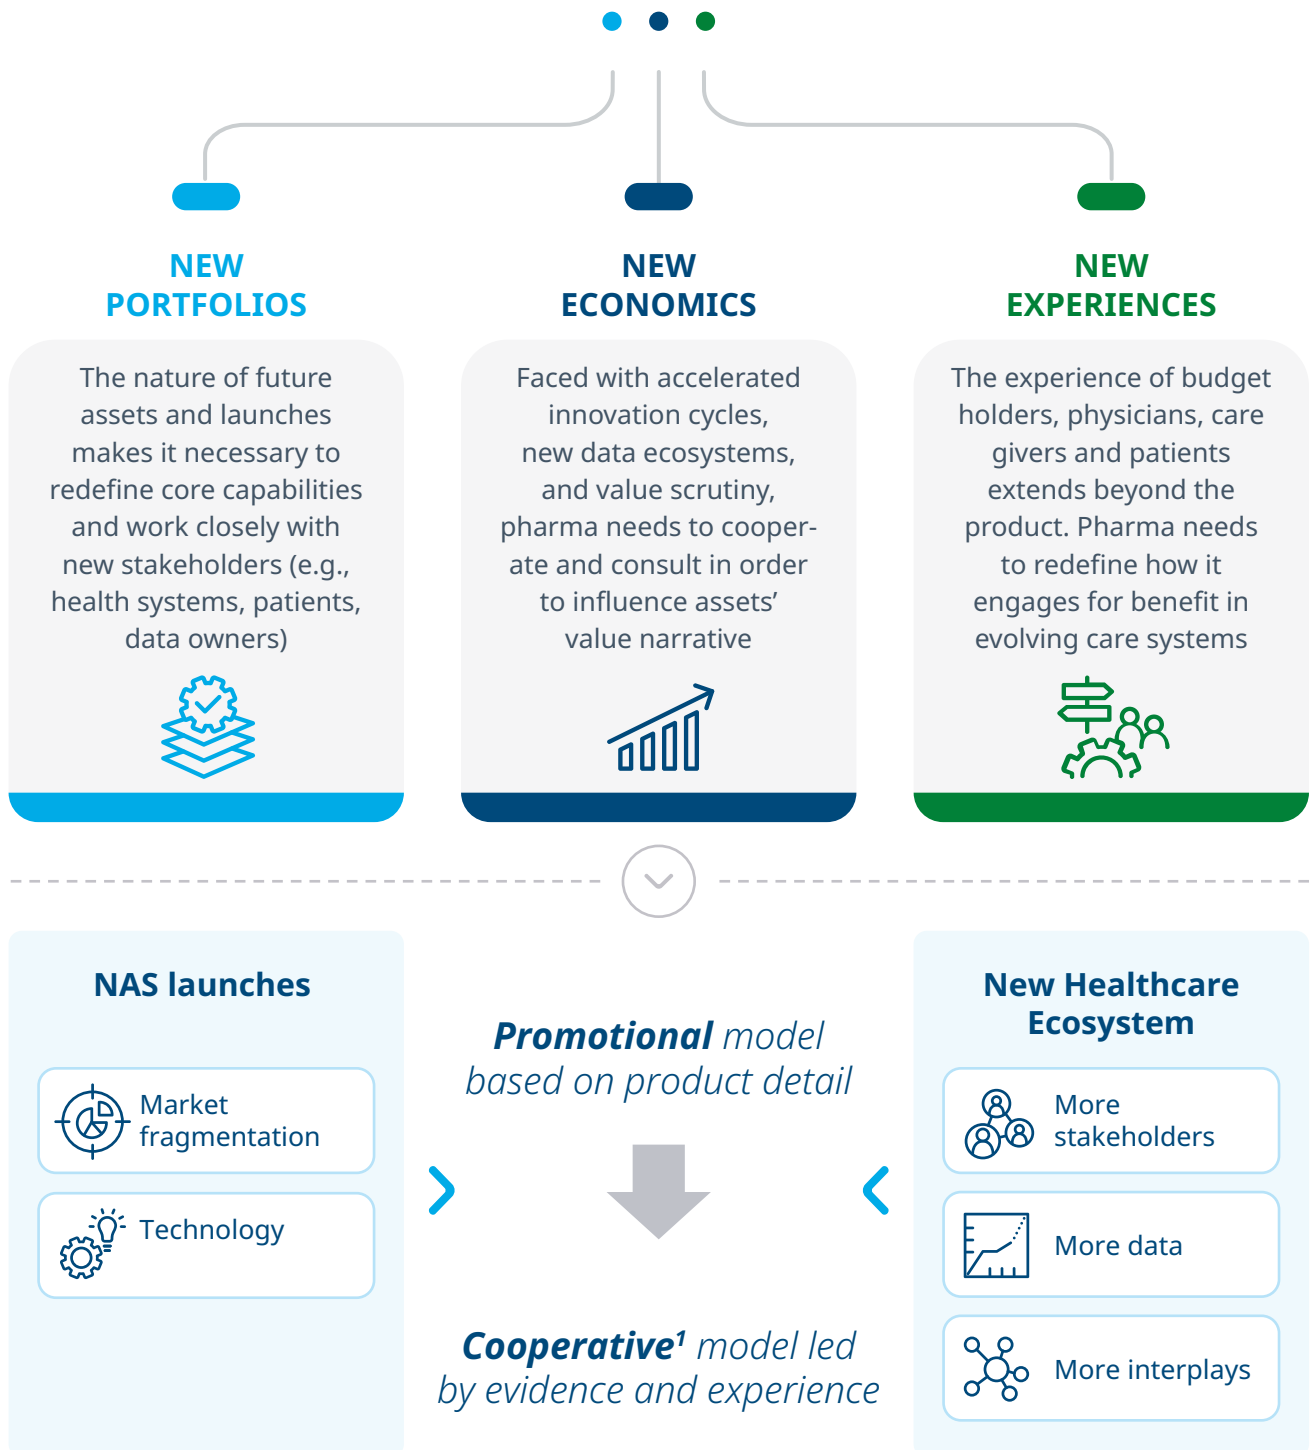 NEW
PORTFOLIOS
The nature of future
assets and launches
makes it necessary to
redefine core capabilities
and work closely with
new stakeholders (e.g.,
health systems, patients,
data owners)
NEW
ECONOMICS
Faced with accelerated
innovation cycles,
new data ecosystems,
and value scrutiny,
pharma needs to cooper-
ate and consult in order
to influence assets’
value narrative
NEW
EXPERIENCES
The experience of budget
holders, physicians, care
givers and patients
extends beyond the
product. Pharma needs
to redefine how it
engages for benefit in
evolving care systems
NAS launches
Market
fragmentation
Technology
Promotional model
based on product detail
Cooperative¹ model led
by evidence and experience
New Healthcare
Ecosystem
More
stakeholders
More data
More interplays